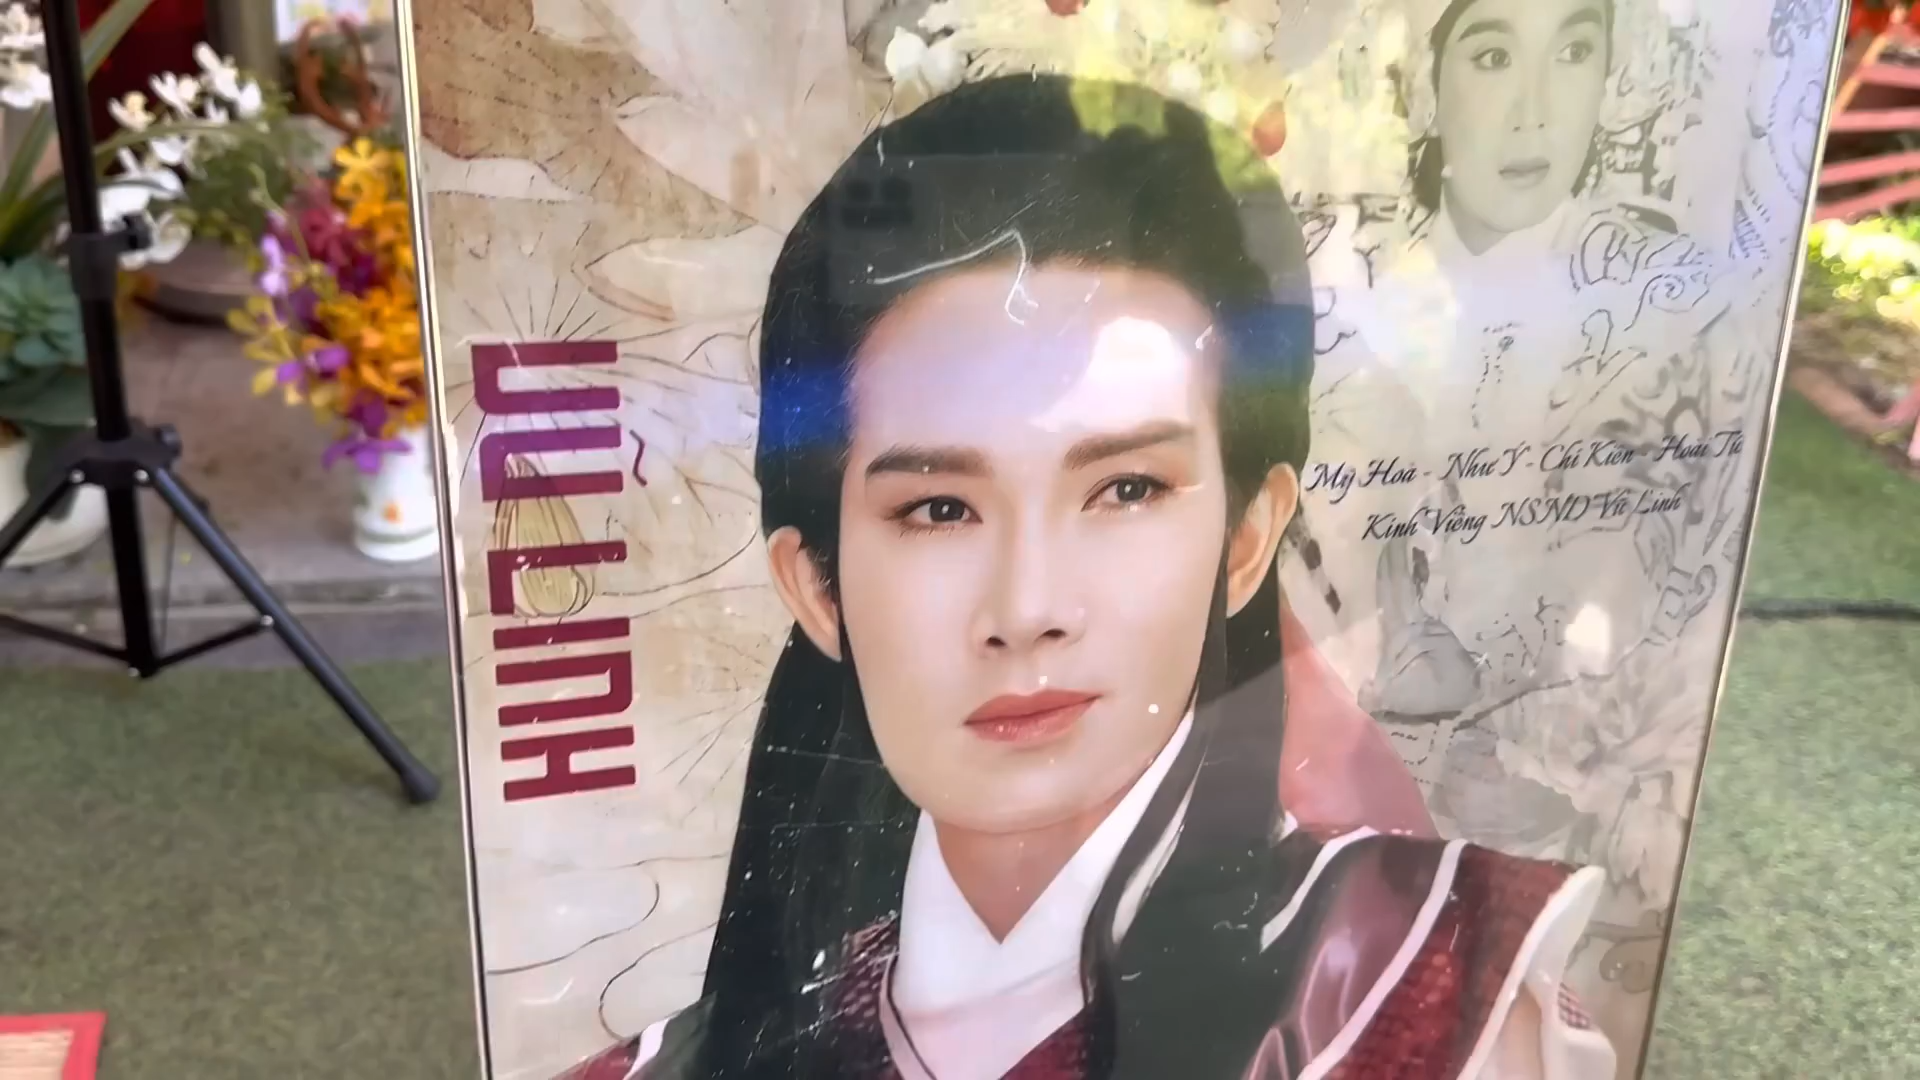 VŨ LINH
Mỹ Hoà - Như Ý - Chí Kiên - Hoài Tú
Kính Viếng NSND Vũ Linh